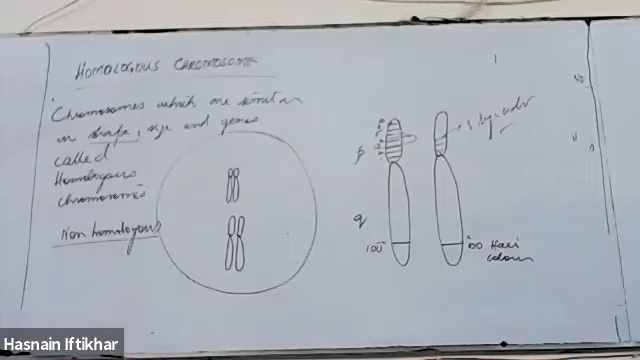 HOMOLOGOUS CHROMOSOME
Chromosomes which are similar
in shape, size and genes
called
Homologous
chromosomes
Non homologous
p
q
100
100 Hair
colour
Hasnain Iftikhar